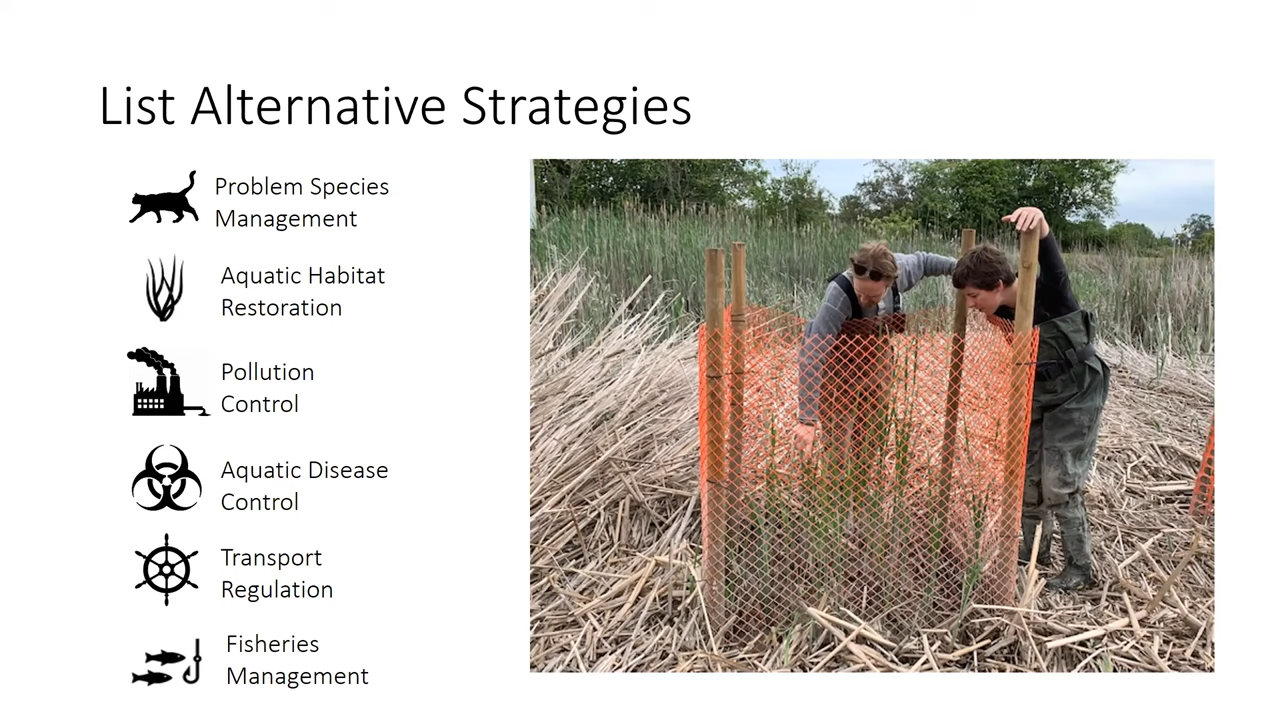 List Alternative Strategies
Problem Species
Management
Aquatic Habitat
Restoration
Pollution
Control
Aquatic Disease
Control
Transport
Regulation
Fisheries
Management